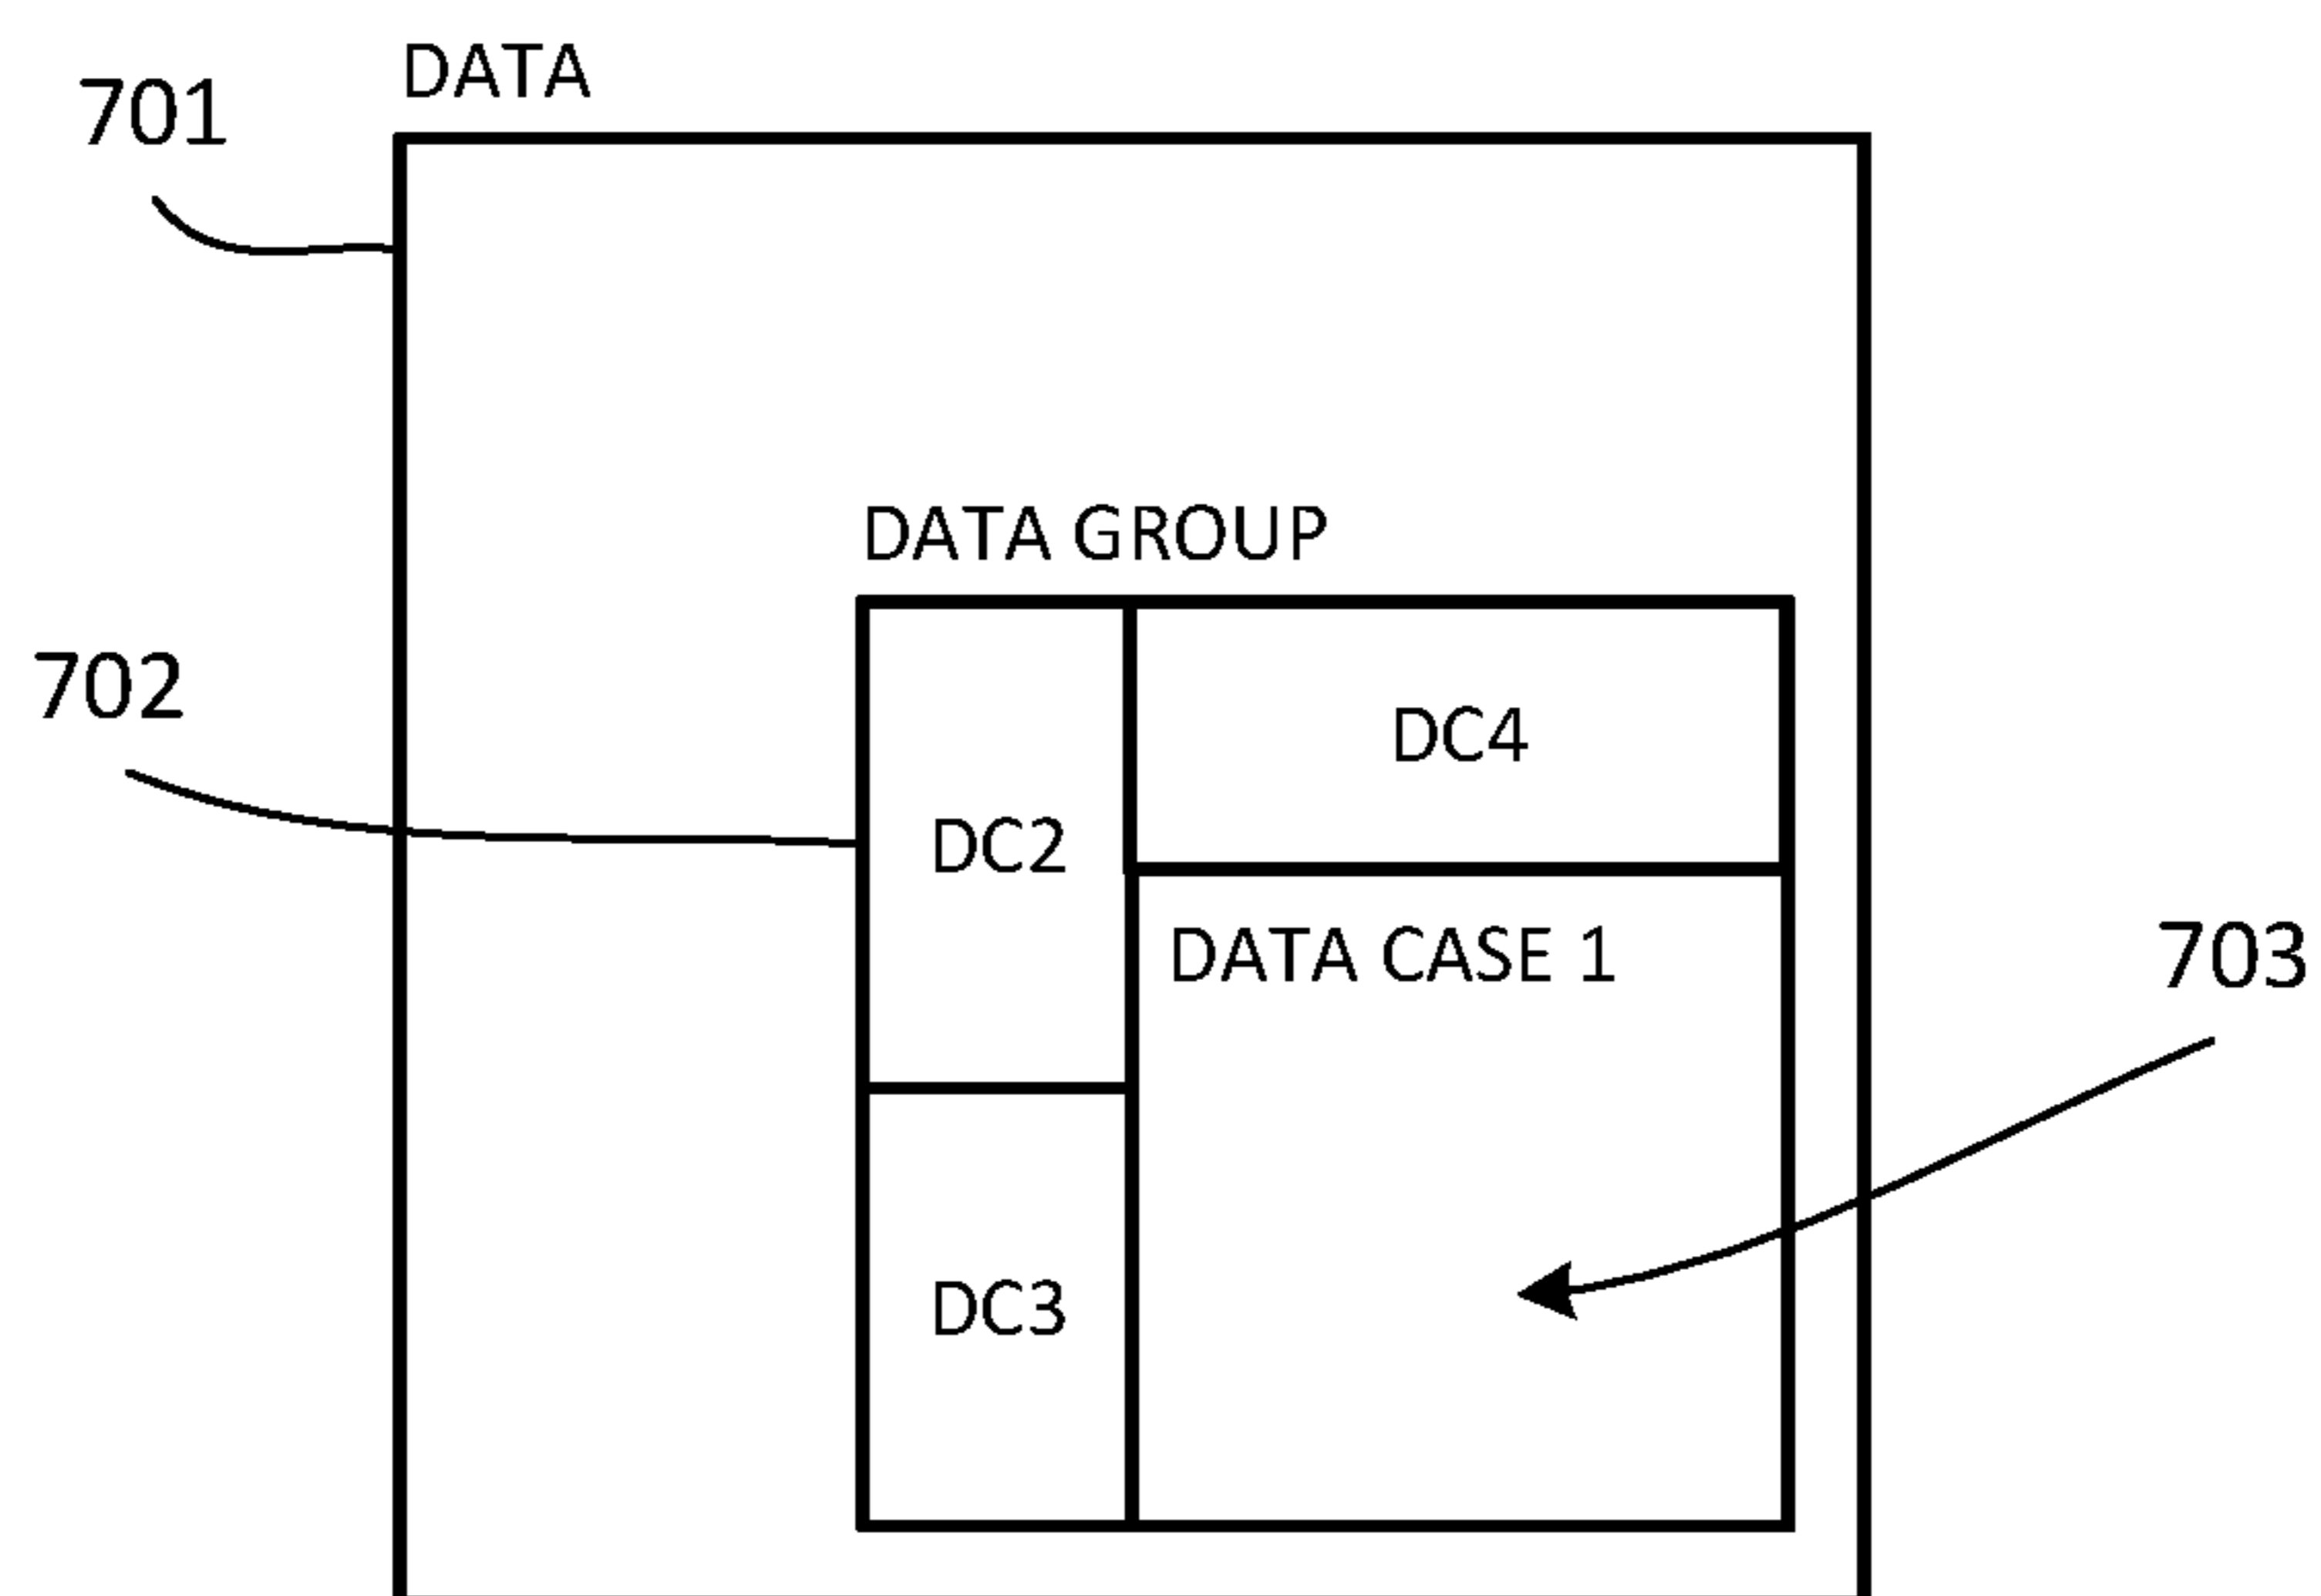 DATA
701
DATA GROUP
702
DC4
DC2
DATA CASE 1
703
DC3